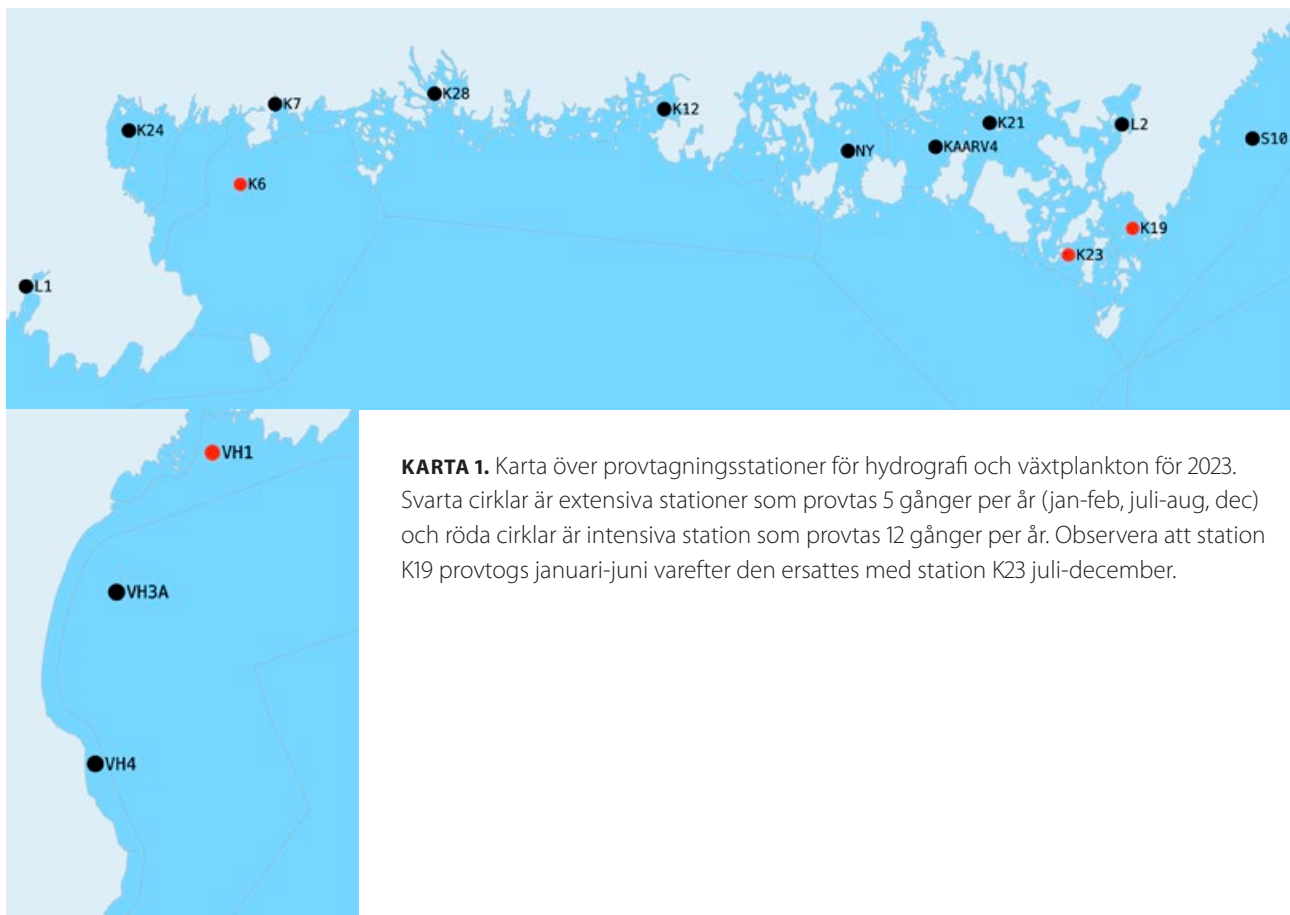 K7
K28
K12
K24
K21
L2
S10
NY
KAARV4
K6
K19
K23
L1
VH1
VH3A
VH4
KARTA 1. Karta över provtagningsstationer för hydrografi och växtplankton för 2023.
Svarta cirklar är extensiva stationer som provtas 5 gånger per år (jan-feb, juli-aug, dec)
och röda cirklar är intensiva station som provtas 12 gånger per år. Observera att station
K19 provtogs januari-juni varefter den ersattes med station K23 juli-december.